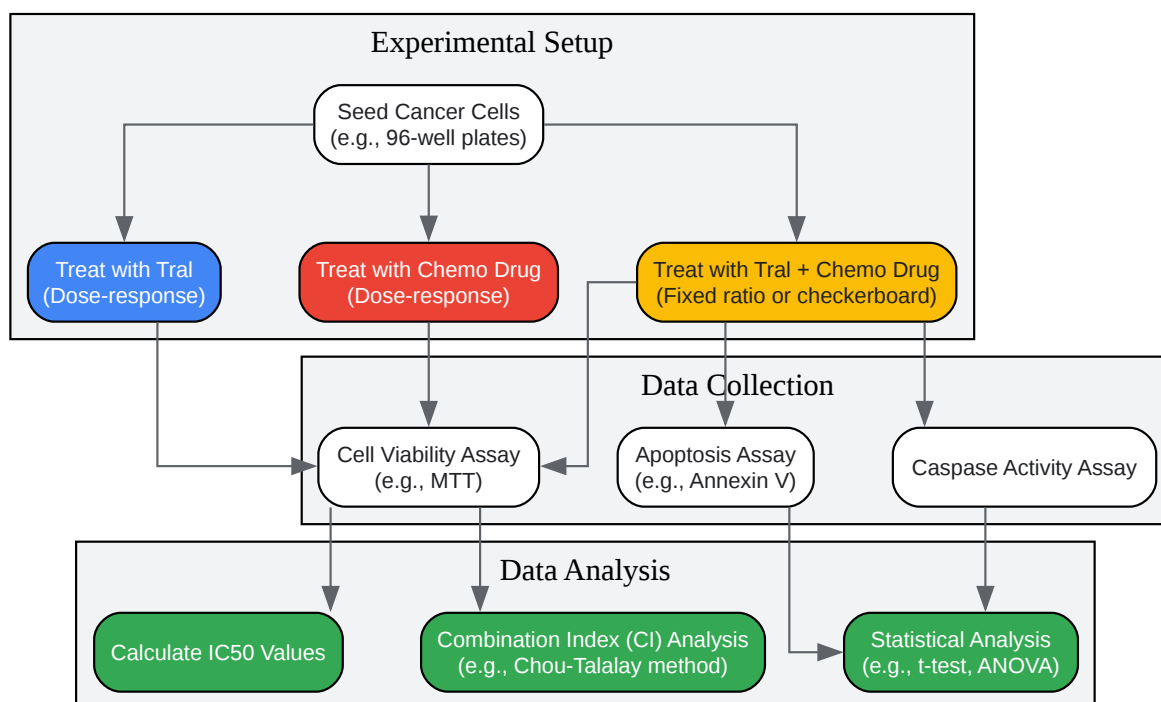 Experimental Setup
Seed Cancer Cells
(e.g., 96-well plates)
Treat with Tral
(Dose-response)
Treat with Chemo Drug
(Dose-response)
Treat with Tral + Chemo Drug
(Fixed ratio or checkerboard)
Data Collection
Cell Viability Assay
(e.g., MTT)
Apoptosis Assay
(e.g., Annexin V)
Caspase Activity Assay
Data Analysis
Calculate IC50 Values
Combination Index (CI) Analysis
(e.g., Chou-Talalay method)
Statistical Analysis
(e.g., t-test, ANOVA)